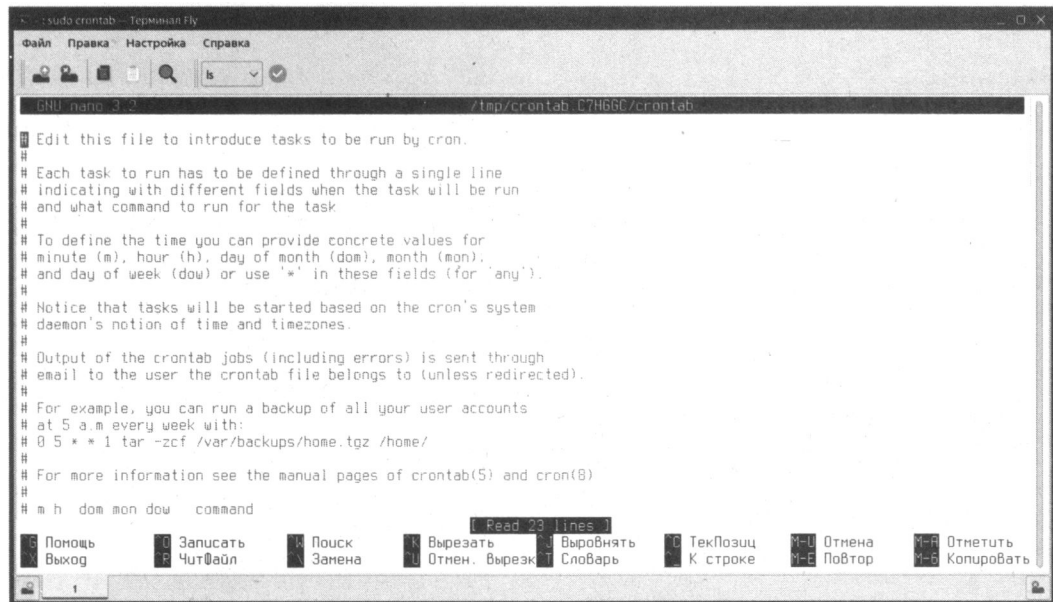 : sudo crontab — Терминал Fly
Файл Правка Настройка Справка
ls
GNU nano 3.2 /tmp/crontab.C7HGGC/crontab
# Edit this file to introduce tasks to be run by cron.
#
# Each task to run has to be defined through a single line
# indicating with different fields when the task will be run
# and what command to run for the task
#
# To define the time you can provide concrete values for
# minute (m), hour (h), day of month (dom), month (mon),
# and day of week (dow) or use '*' in these fields (for 'any').
#
# Notice that tasks will be started based on the cron's system
# daemon's notion of time and timezones.
#
# Output of the crontab jobs (including errors) is sent through
# email to the user the crontab file belongs to (unless redirected).
#
# For example, you can run a backup of all your user accounts
# at 5 a.m every week with:
# 0 5 * * 1 tar -zcf /var/backups/home.tgz /home/
#
# For more information see the manual pages of crontab(5) and cron(8)
#
# m h dom mon dow command
[ Read 23 lines ]
^G Помощь ^O Записать ^W Поиск ^K Вырезать ^J Выровнять ^C ТекПозиц M-U Отмена M-A Отметить
^X Выход ^R ЧитФайл ^\ Замена ^U Отмен. Вырезк ^T Словарь ^_ К строке M-E Повтор M-6 Копировать
1